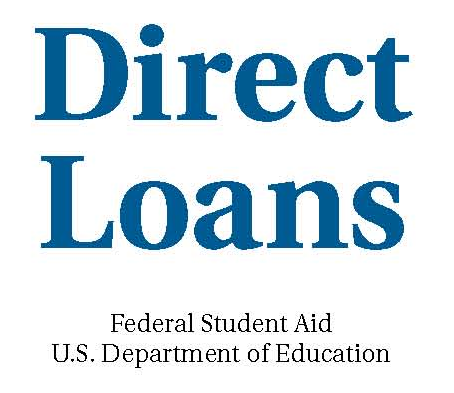 Direct
Loans
Federal Student Aid
U.S. Department of Education